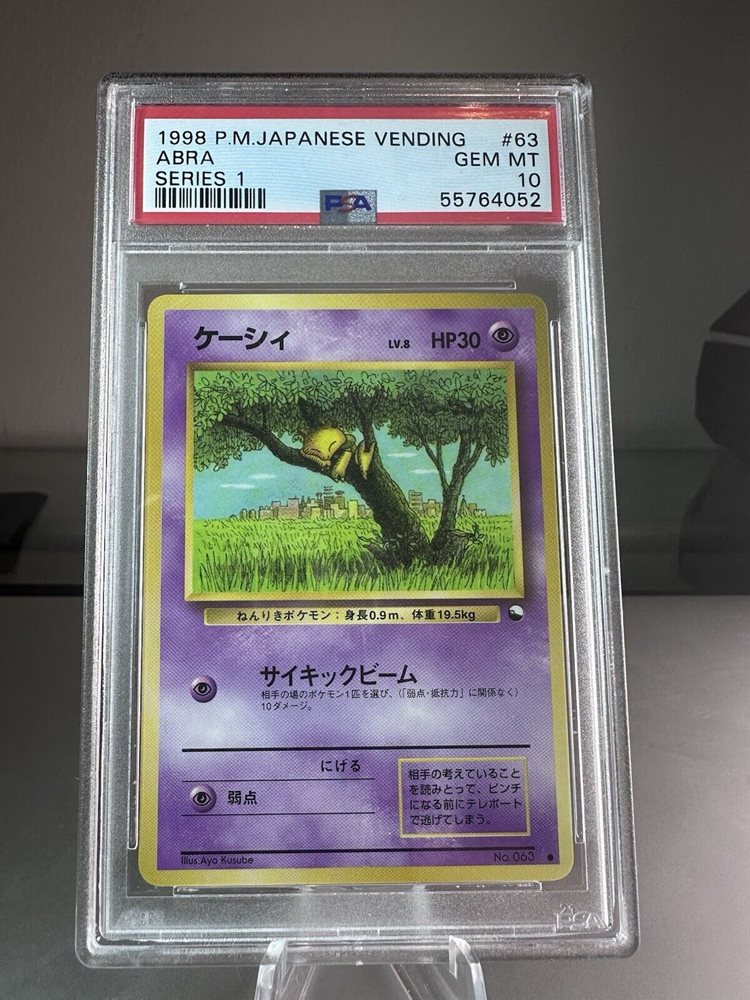 1998 P.M.JAPANESE VENDING #63
ABRA GEM MT
SERIES 1 10
PSA 55764052
ケーシィ LV.8 HP30
ねんりきポケモン：身長0.9m、体重19.5kg
サイキックビーム
相手の場のポケモン1匹を選び、（「弱点・抵抗力」に関係なく）
10ダメージ。
にげる
弱点
相手の考えていること
を読みとって、ピンチ
になる前にテレポート
で逃げてしまう。
Illus. Ayo Kusube No. 063
PSA